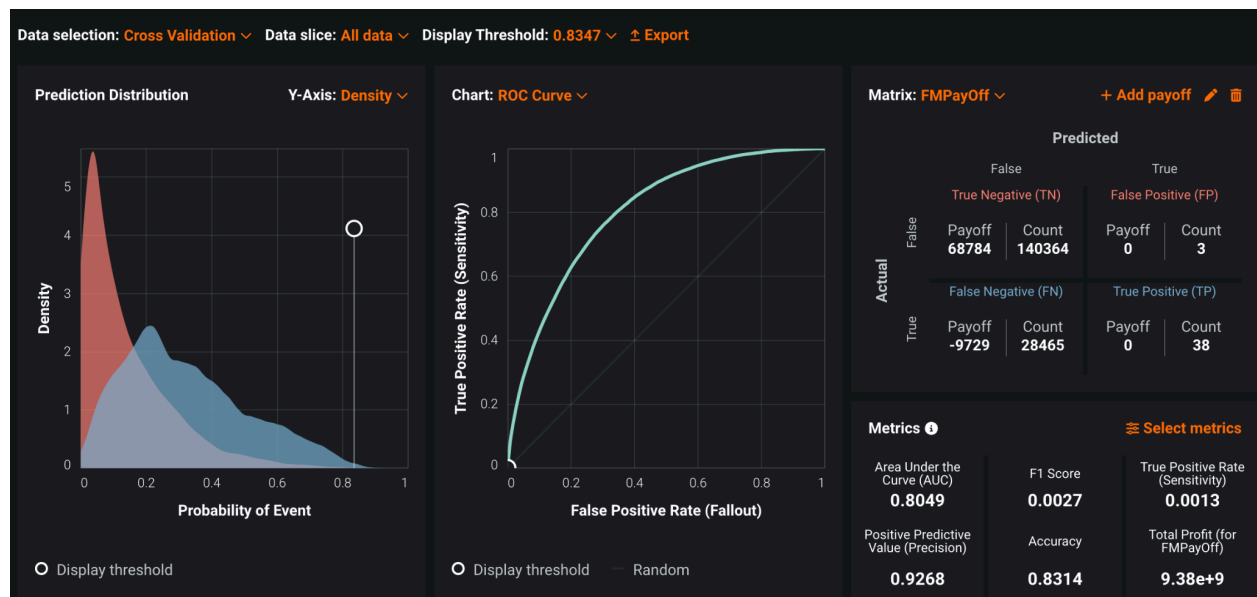 Data selection: Cross Validation Data slice: All data Display Threshold: 0.8347 Export
Prediction Distribution Y-Axis: Density
5
4
3
2
1
0
Density
0 0.2 0.4 0.6 0.8 1
Probability of Event
Display threshold
Chart: ROC Curve
1
0.8
0.6
0.4
0.2
0
True Positive Rate (Sensitivity)
0 0.2 0.4 0.6 0.8 1
False Positive Rate (Fallout)
Display threshold Random
Matrix: FMPayOff + Add payoff
Predicted
False True
Actual
False
True Negative (TN) False Positive (FP)
Payoff Count Payoff Count
68784 140364 0 3
True
False Negative (FN) True Positive (TP)
Payoff Count Payoff Count
-9729 28465 0 38
Metrics i Select metrics
Area Under the
Curve (AUC)
0.8049
F1 Score
0.0027
True Positive Rate
(Sensitivity)
0.0013
Positive Predictive
Value (Precision)
0.9268
Accuracy
0.8314
Total Profit (for
FMPayOff)
9.38e+9